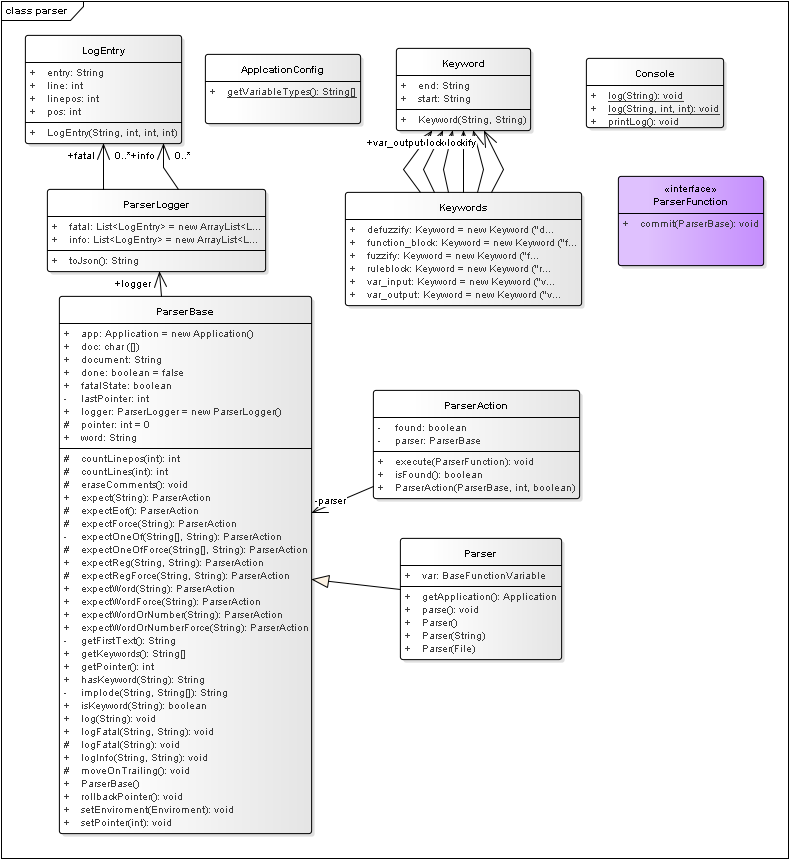 class parser
LogEntry
+ entry: String
+ line: int
+ linepos: int
+ pos: int
+ LogEntry(String, int, int, int)
ApplcationConfig
+ getVariableTypes(): String[]
Keyword
+ end: String
+ start: String
+ Keyword(String, String)
Console
+ log(String): void
+ log(String, int, int): void
+ printLog(): void
+fatal 0..* +info 0..*
«interface»
ParserFunction
+ commit(ParserBase): void
ParserLogger
+ fatal: List<LogEntry> = new ArrayList<L...
+ info: List<LogEntry> = new ArrayList<L...
+ toJson(): String
Keywords
+ defuzzify: Keyword = new Keyword ("d...
+ function_block: Keyword = new Keyword ("f...
+ fuzzify: Keyword = new Keyword ("f...
+ ruleblock: Keyword = new Keyword ("r...
+ var_input: Keyword = new Keyword ("v...
+ var_output: Keyword = new Keyword ("v...
+logger
ParserBase
+ app: Application = new Application()
+ doc: char ([])
+ document: String
+ done: boolean = false
+ fatalState: boolean
- lastPointer: int
+ logger: ParserLogger = new ParserLogger()
# pointer: int = 0
+ word: String
# countLinepos(int): int
# countLines(int): int
# eraseComments(): void
+ expect(String): ParserAction
# expectEof(): ParserAction
# expectForce(String): ParserAction
- expectOneOf(String[], String): ParserAction
# expectOneOfForce(String[], String): ParserAction
+ expectReg(String, String): ParserAction
# expectRegForce(String, String): ParserAction
+ expectWord(String): ParserAction
+ expectWordForce(String): ParserAction
+ expectWordOrNumber(String): ParserAction
+ expectWordOrNumberForce(String): ParserAction
- getFirstText(): String
+ getKeywords(): String[]
+ getPointer(): int
+ hasKeyword(String): String
- implode(String, String[]): String
+ isKeyword(String): boolean
+ log(String): void
+ logFatal(String, String): void
# logFatal(String): void
+ logInfo(String, String): void
# moveOnTrailing(): void
+ ParserBase()
+ rollbackPointer(): void
+ setEnviroment(Enviroment): void
+ setPointer(int): void
ParserAction
- found: boolean
- parser: ParserBase
+ execute(ParserFunction): void
+ isFound(): boolean
+ ParserAction(ParserBase, int, boolean)
-parser
Parser
+ var: BaseFunctionVariable
+ getApplication(): Application
+ parse(): void
+ Parser()
+ Parser(String)
+ Parser(File)